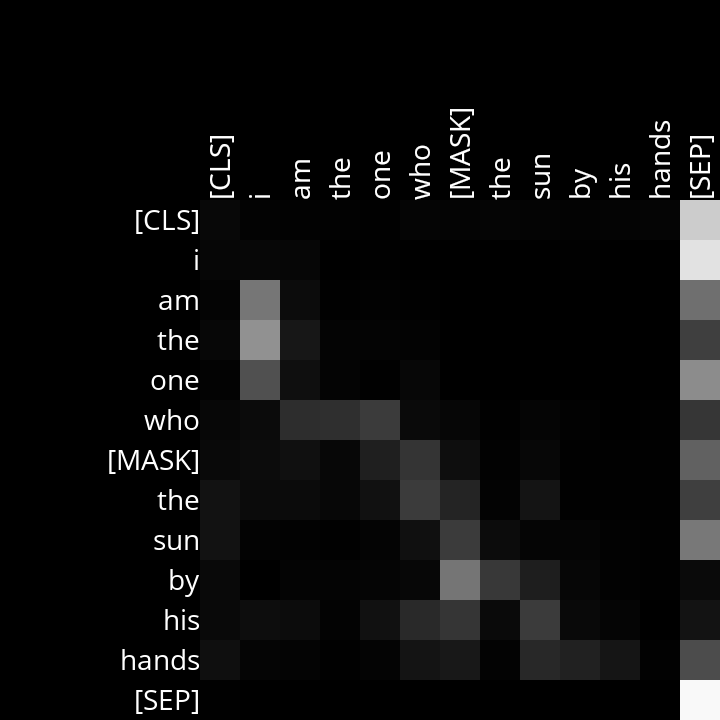 [CLS] i am the one who [MASK] the sun by his hands [SEP]
[CLS]
i
am
the
one
who
[MASK]
the
sun
by
his
hands
[SEP]